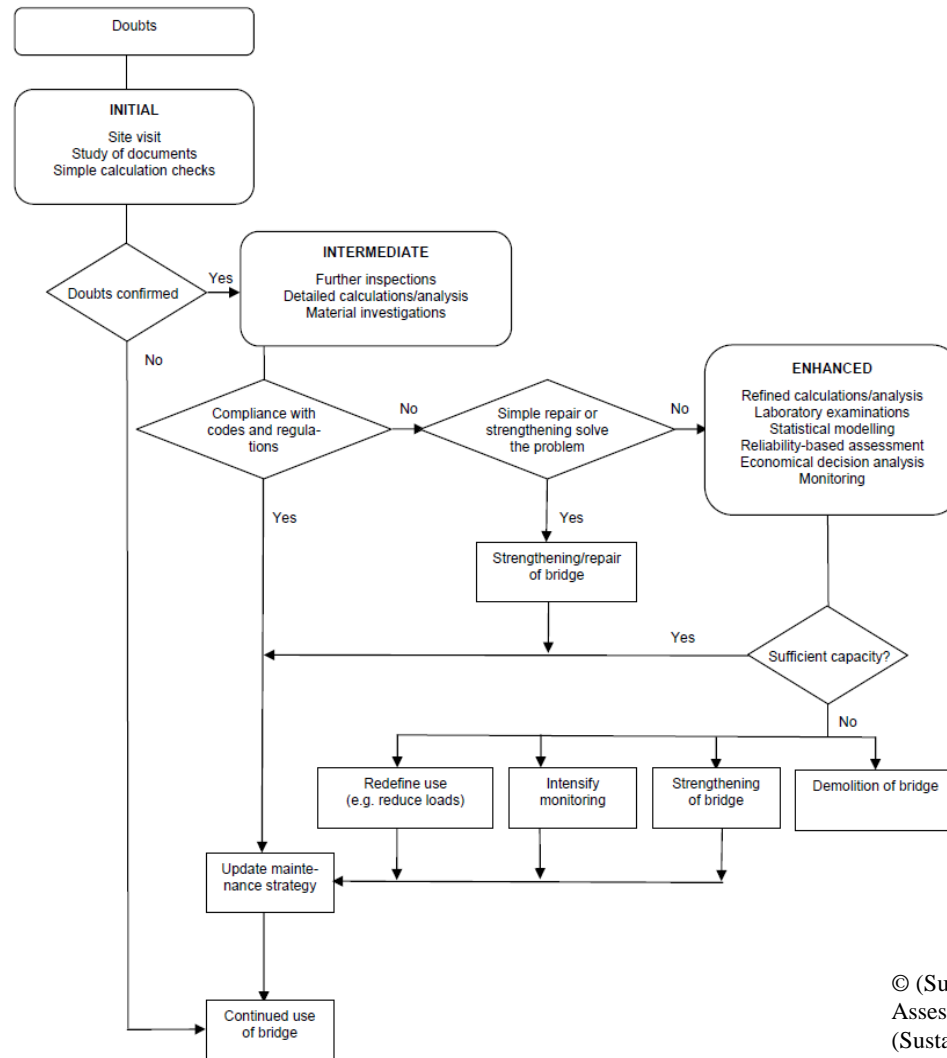 Doubts
INITIAL
Site visit
Study of documents
Simple calculation checks
Doubts confirmed
Yes
No
INTERMEDIATE
Further inspections
Detailed calculations/analysis
Material investigations
Compliance with
codes and regula-
tions
No
Yes
Simple repair or
strengthening solve
the problem
No
Yes
ENHANCED
Refined calculations/analysis
Laboratory examinations
Statistical modelling
Reliability-based assessment
Economical decision analysis
Monitoring
Strengthening/repair
of bridge
Yes
Sufficient capacity?
No
Redefine use
(e.g. reduce loads)
Intensify
monitoring
Strengthening
of bridge
Demolition of bridge
Update mainte-
nance strategy
Continued use
of bridge
© (Su
Asses
(Susta